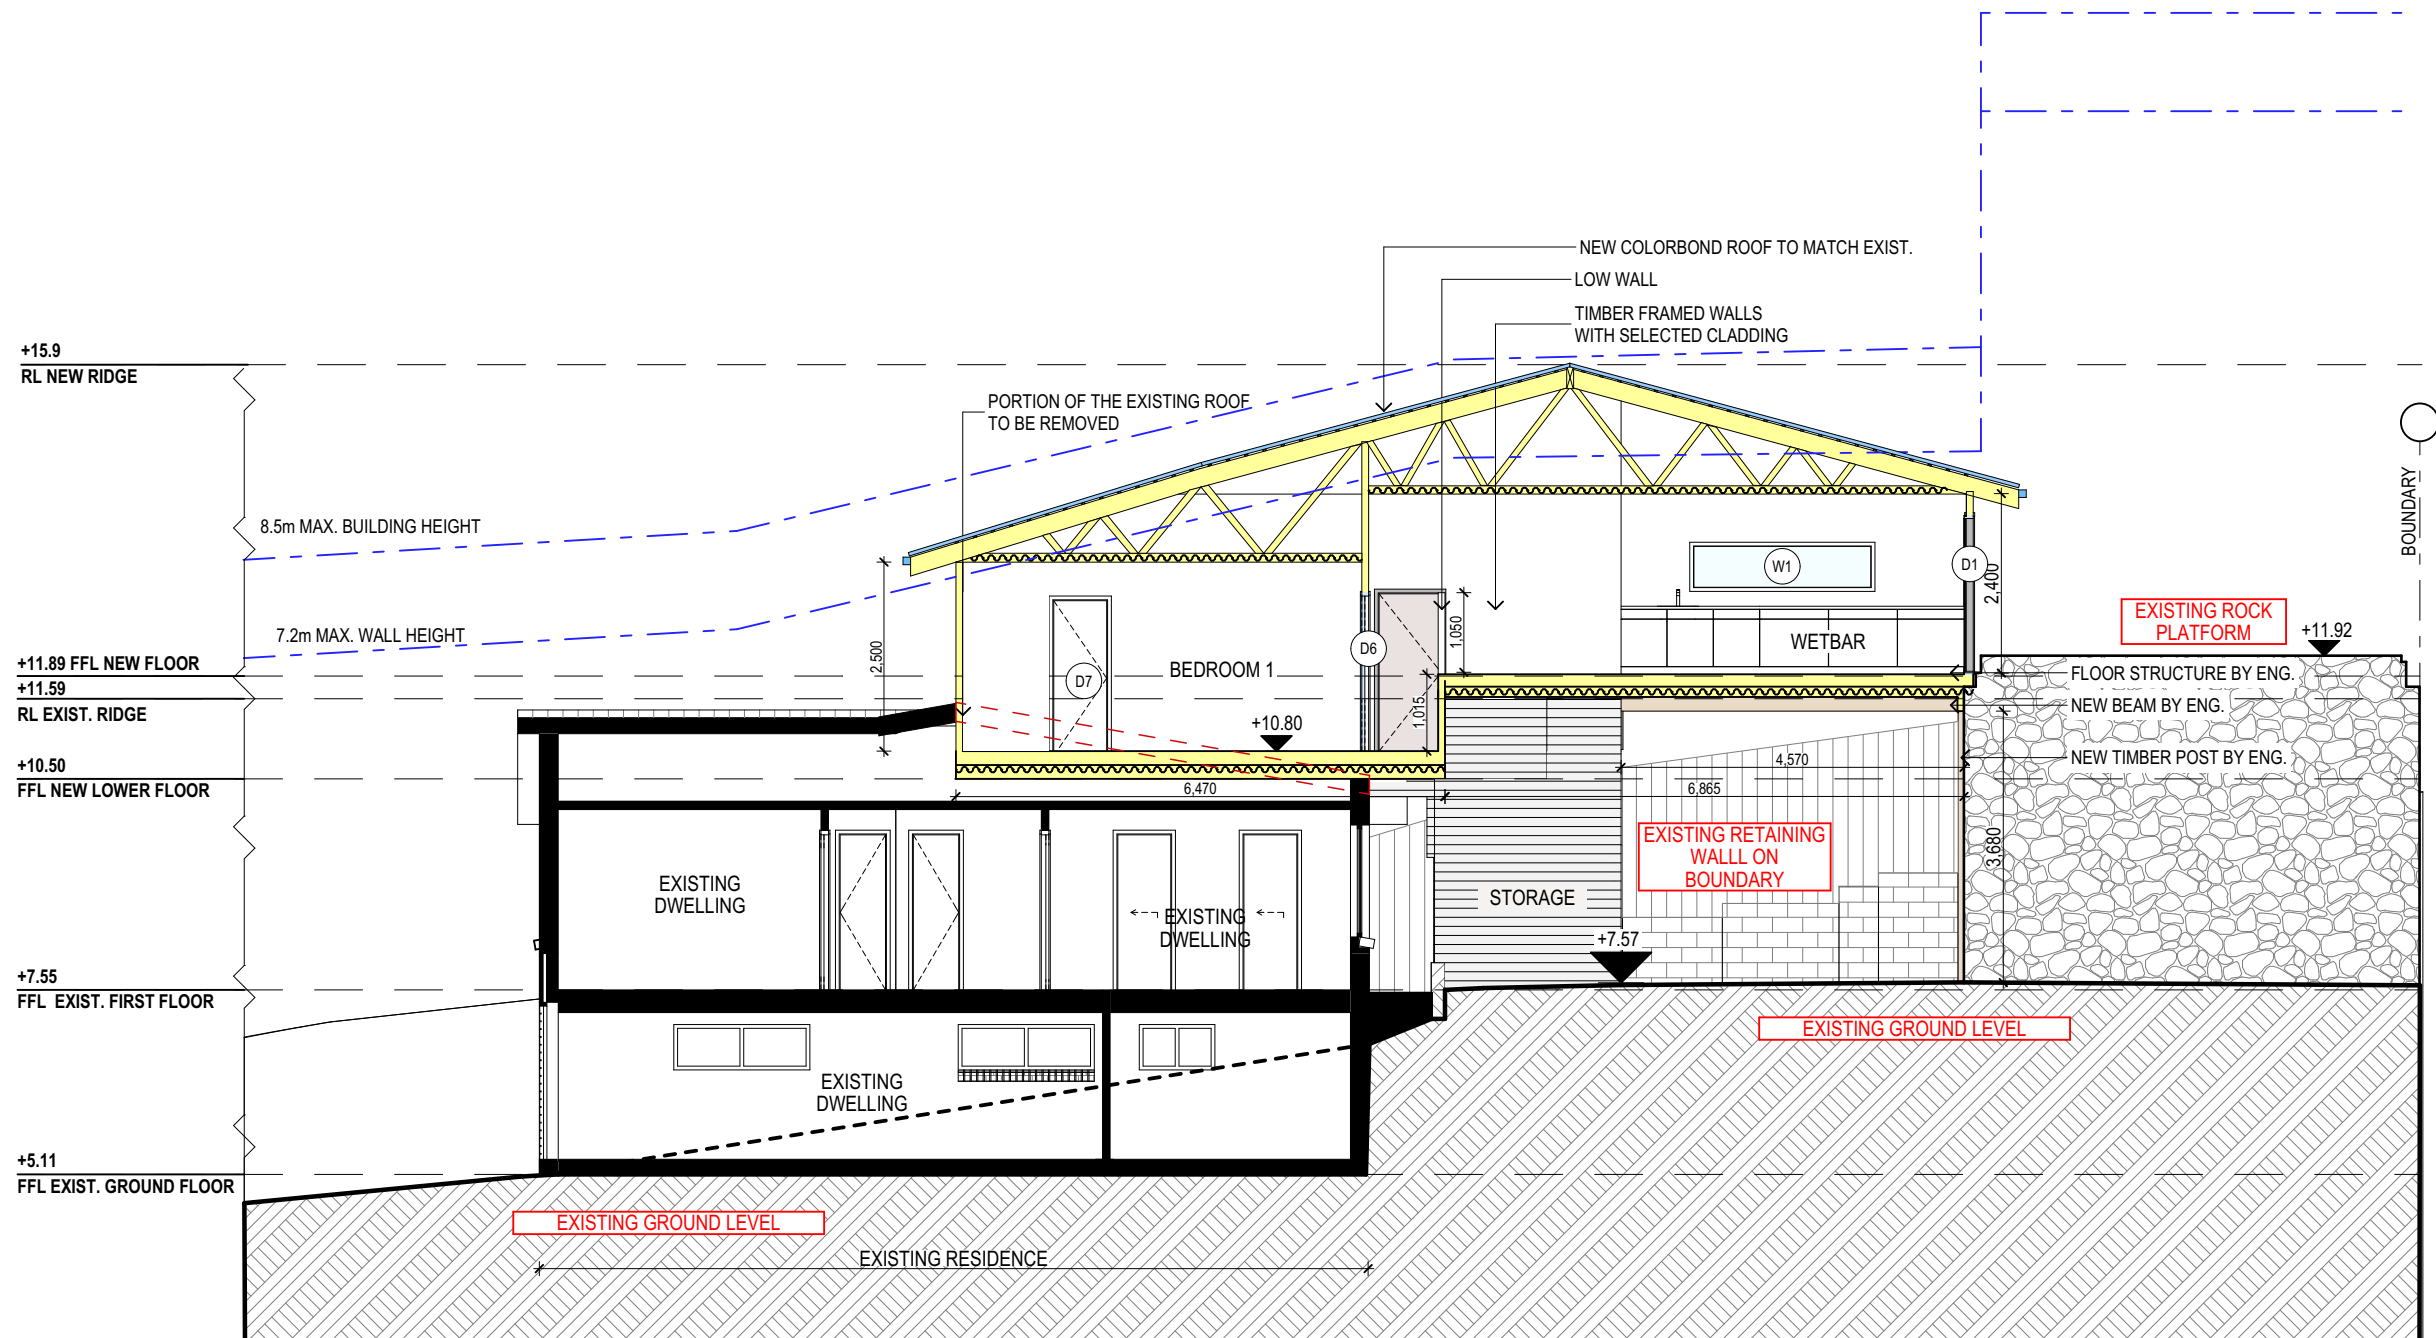 NEW COLORBOND ROOF TO MATCH EXIST.
LOW WALL
TIMBER FRAMED WALLS
WITH SELECTED CLADDING
+15.9
RL NEW RIDGE
PORTION OF THE EXISTING ROOF
TO BE REMOVED
BOUNDARY
8.5m MAX. BUILDING HEIGHT
W1
D1
2,400
7.2m MAX. WALL HEIGHT
EXISTING ROCK
PLATFORM
+11.92
+11.89 FFL NEW FLOOR
2,500
BEDROOM 1
D7
D6
1,050
WETBAR
FLOOR STRUCTURE BY ENG.
+11.59
RL EXIST. RIDGE
1,015
NEW BEAM BY ENG.
+10.80
NEW TIMBER POST BY ENG.
4,570
+10.50
FFL NEW LOWER FLOOR
6,470
6,865
EXISTING RETAINING
WALLL ON
BOUNDARY
3,680
EXISTING
DWELLING
EXISTING
DWELLING
STORAGE
+7.57
+7.55
FFL EXIST. FIRST FLOOR
EXISTING GROUND LEVEL
EXISTING
DWELLING
+5.11
FFL EXIST. GROUND FLOOR
EXISTING GROUND LEVEL
EXISTING RESIDENCE